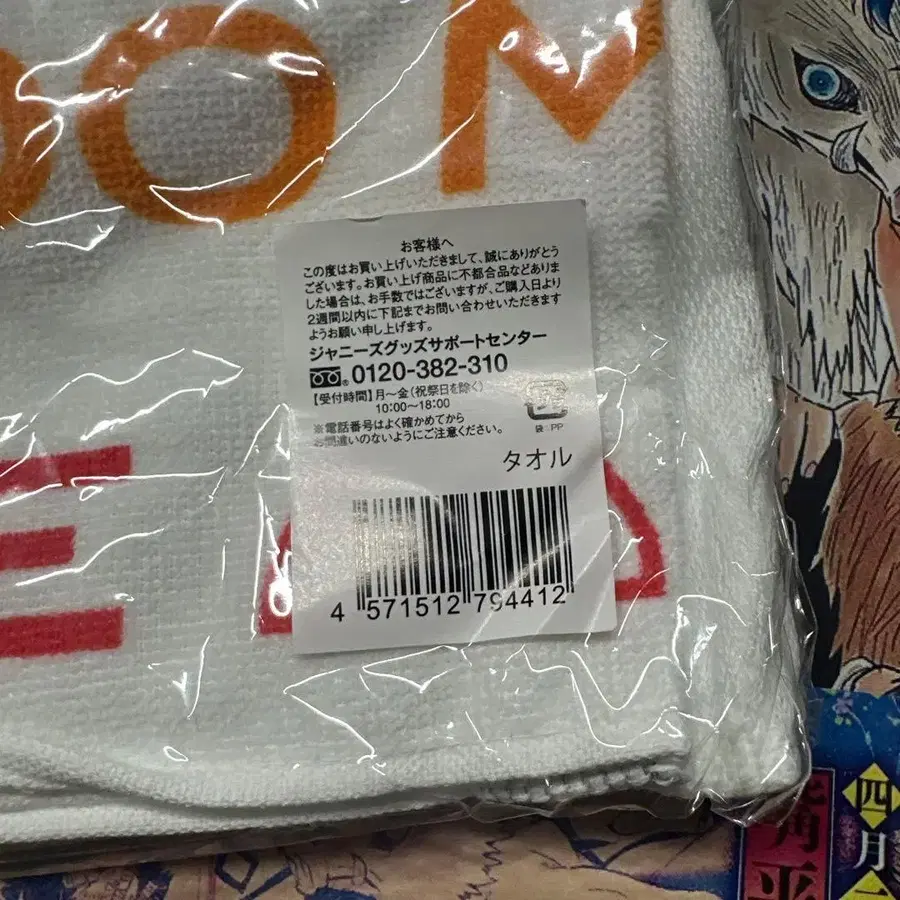 OOM
お客様へ
この度はお買い上げいただきまして、誠にありがとう
ございます。お買い上げ商品に不都合品などありま
した場合は、お手数ではございますが、ご購入日より
2週間以内に下記までお問い合わせいただきます
ようお願い申し上げます。
ジャニーズグッズサポートセンター
0120-382-310
【受付時間】月〜金(祝祭日を除く)
10:00〜18:00
※電話番号はよく確かめてから
お間違いのないようにご注意ください。
袋:PP
タオル
E
4 571512 794412
四月一
平